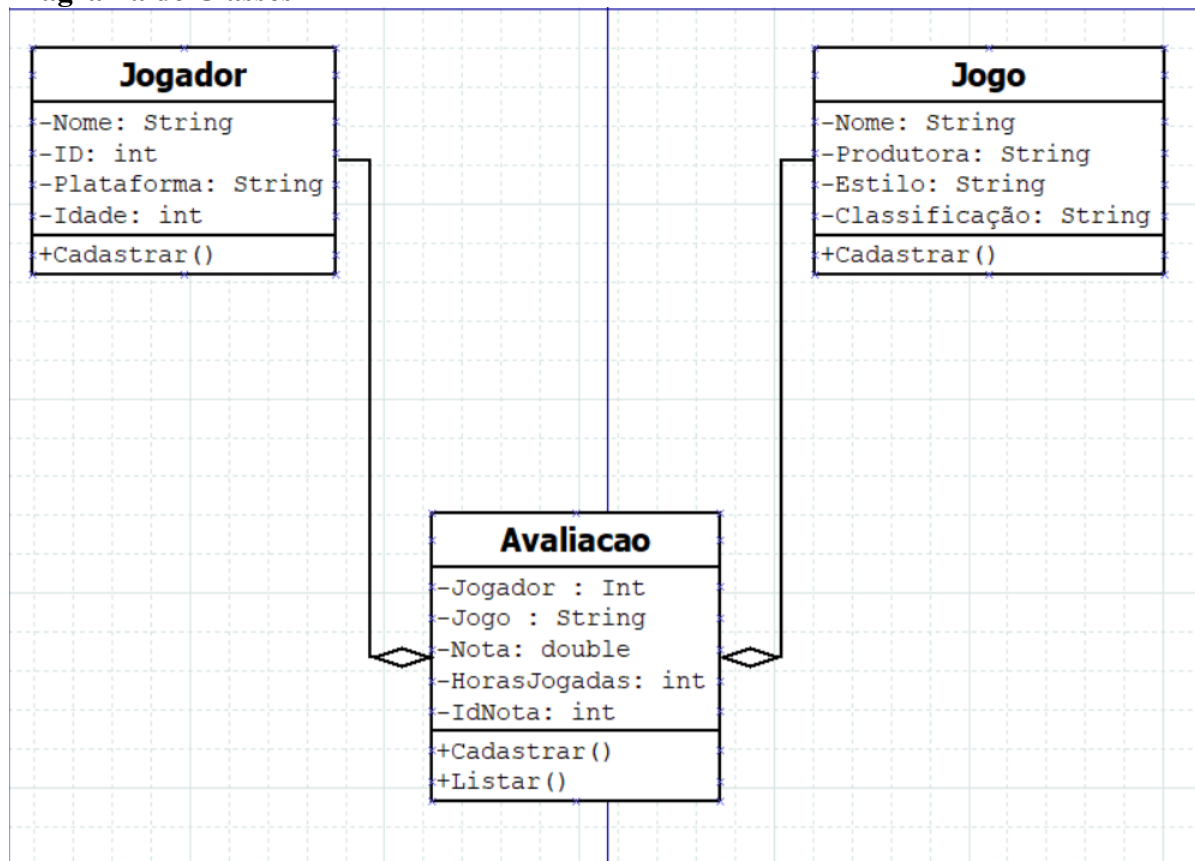 Jogador
-Nome: String
-ID: int
-Plataforma: String
-Idade: int
+Cadastrar()
Jogo
-Nome: String
-Produtora: String
-Estilo: String
-Classificação: String
+Cadastrar()
Avaliacao
-Jogador : Int
-Jogo : String
-Nota: double
-HorasJogadas: int
-IdNota: int
+Cadastrar()
+Listar()